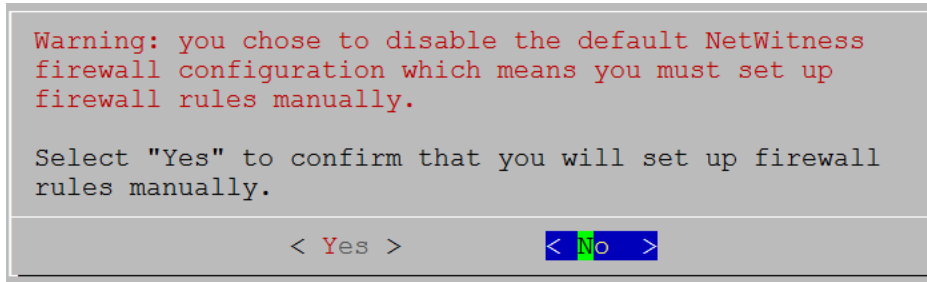 Warning: you chose to disable the default NetWitness
firewall configuration which means you must set up
firewall rules manually.
Select "Yes" to confirm that you will set up firewall
rules manually.
< Yes > < No >